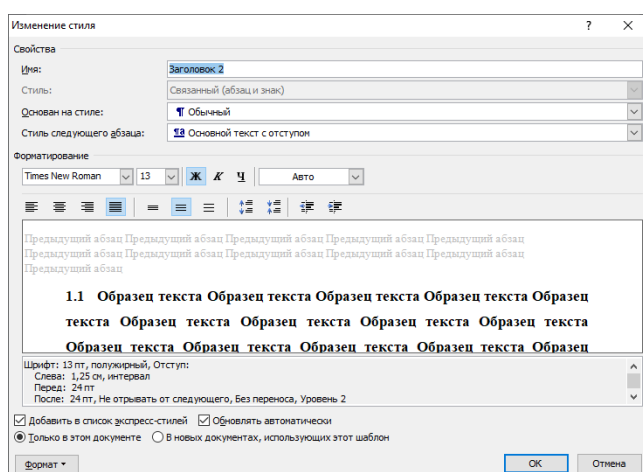 Изменение стиля ? ×
Свойства
Имя: Заголовок 2
Стиль: Связанный (абзац и знак)
Основан на стиле: ¶ Обычный
Стиль следующего абзаца: ¶a Основной текст с отступом
Форматирование
Times New Roman 13 Ж К Ч Авто
Предыдущий абзац Предыдущий абзац Предыдущий абзац Предыдущий абзац Предыдущий абзац
Предыдущий абзац Предыдущий абзац Предыдущий абзац Предыдущий абзац Предыдущий абзац
Предыдущий абзац
1.1 Образец текста Образец текста Образец текста Образец текста Образец
текста Образец текста Образец текста Образец текста Образец текста
Образец текста Образец текста Образец текста Образец текста Образец
Шрифт: 13 пт, полужирный, Отступ:
Слева: 1,25 см, интервал
Перед: 24 пт
После: 24 пт, Не отрывать от следующего, Без переноса, Уровень 2
Добавить в список экспресс-стилей Обновлять автоматически
Только в этом документе В новых документах, использующих этот шаблон
Формат ОК Отмена